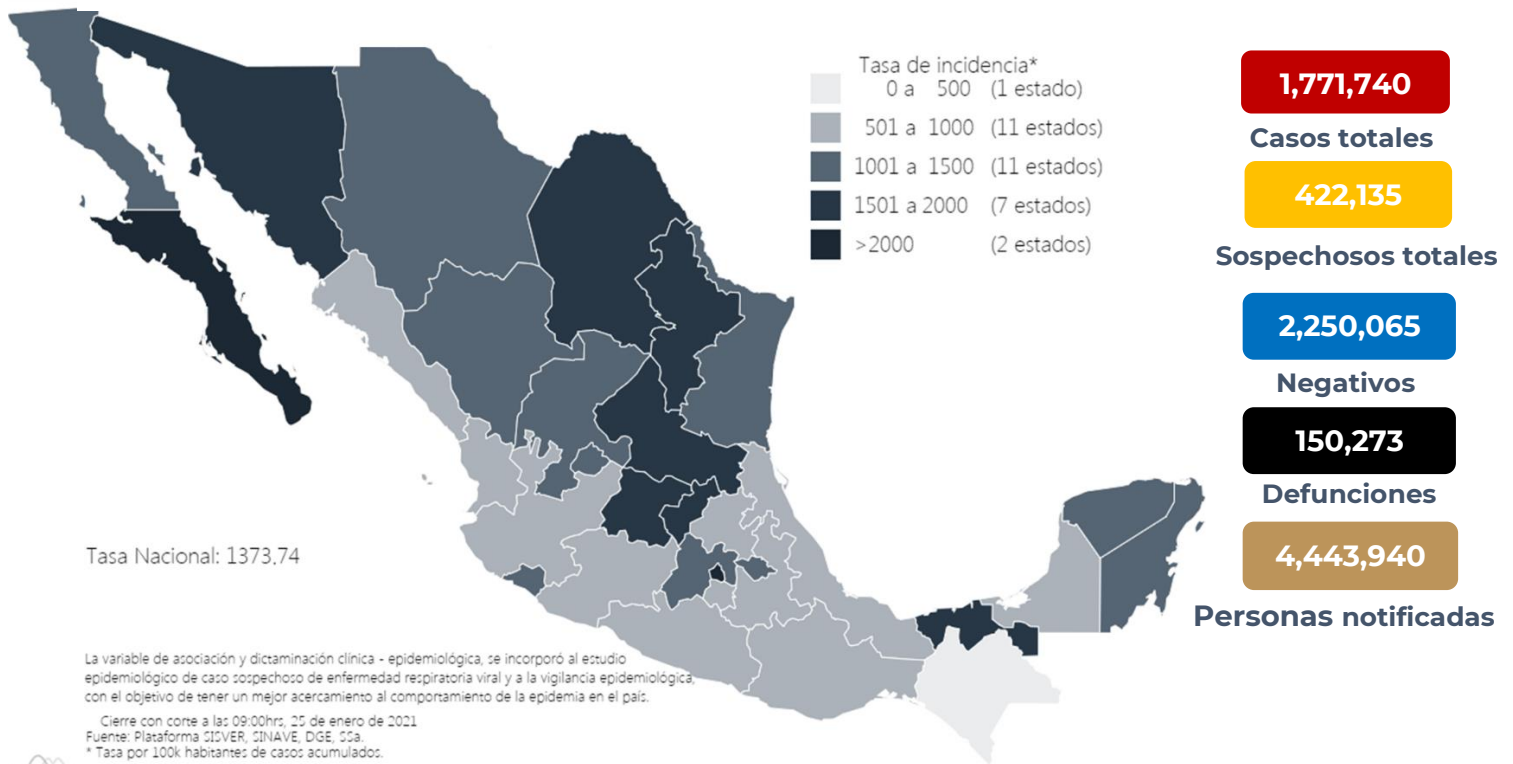 Tasa de incidencia*
0 a 500 (1 estado)
501 a 1000 (11 estados)
1001 a 1500 (11 estados)
1501 a 2000 (7 estados)
>2000 (2 estados)
1,771,740
Casos totales
422,135
Sospechosos totales
2,250,065
Negativos
150,273
Defunciones
4,443,940
Personas notificadas
Tasa Nacional: 1373.74
La variable de asociación y dictaminación clínica - epidemiológica, se incorporó al estudio
epidemiológico de caso sospechoso de enfermedad respiratoria viral y a la vigilancia epidemiológica,
con el objetivo de tener un mejor acercamiento al comportamiento de la epidemia en el país.
Cierre con corte a las 09:00hrs, 25 de enero de 2021
Fuente: Plataforma SISVER, SINAVE, DGE, SSa.
* Tasa por 100k habitantes de casos acumulados.